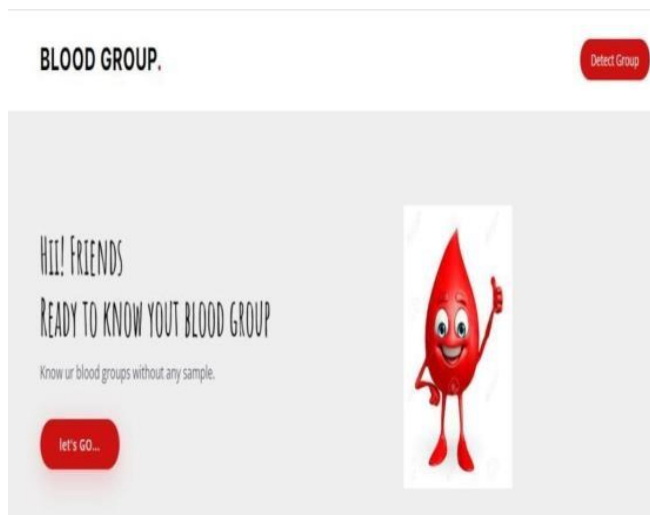 BLOOD GROUP.
Detect Group
Hii! Friends
Ready to know yout blood group
Know ur blood groups without any sample.
let's GO...